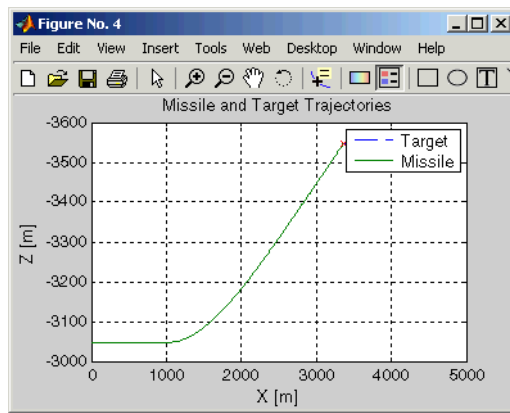 Figure No. 4
File Edit View Insert Tools Web Desktop Window Help
T
Missile and Target Trajectories
-3600
-3500
-3400
-3300
-3200
-3100
-3000
Z [m]
Target
Missile
0 1000 2000 3000 4000 5000
X [m]